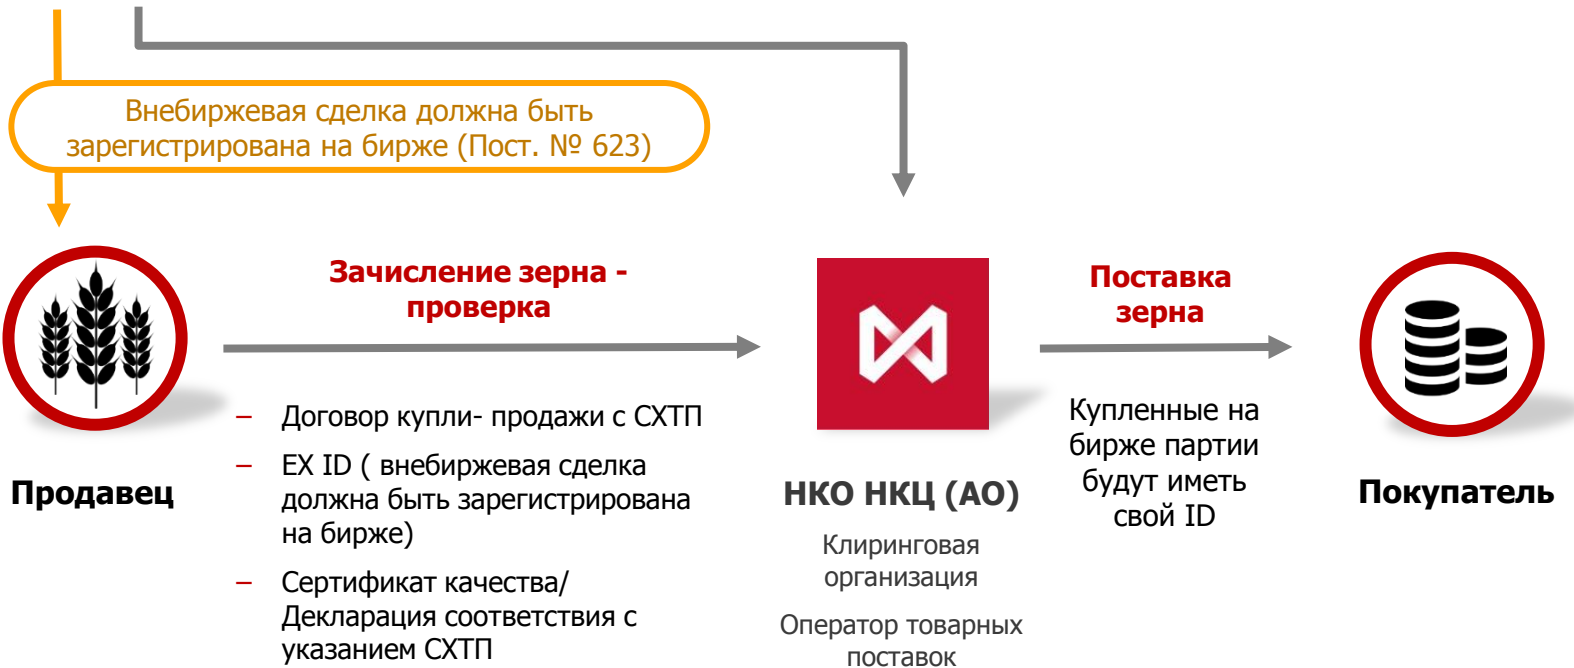 Внебиржевая сделка должна быть
зарегистрирована на бирже (Пост. № 623)
Зачисление зерна -
проверка
Поставка
зерна
– Договор купли- продажи с СХТП
– EX ID ( внебиржевая сделка
должна быть зарегистрирована
на бирже)
– Сертификат качества/
Декларация соответствия с
указанием СХТП
Продавец
НКО НКЦ (АО)
Клиринговая
организация
Оператор товарных
поставок
Купленные на
бирже партии
будут иметь
свой ID
Покупатель